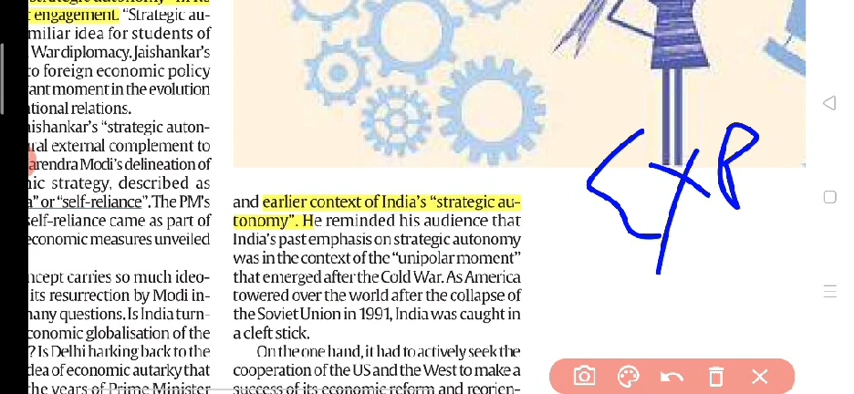 strategic autonomy" in its
t engagement. "Strategic au-
miliar idea for students of
War diplomacy. Jaishankar's
to foreign economic policy
ant moment in the evolution
tional relations.
aishankar's "strategic auton-
ual external complement to
arendra Modi's delineation of
ic strategy, described as
a" or "self-reliance". The PM's
self-reliance came as part of
economic measures unveiled
ncept carries so much ideo-
its resurrection by Modi in-
any questions. Is India turn-
conomic globalisation of the
? Is Delhi harking back to the
dea of economic autarky that
the years of Prime Minister
and earlier context of India's "strategic au-
tonomy". He reminded his audience that
India's past emphasis on strategic autonomy
was in the context of the "unipolar moment"
that emerged after the Cold War. As America
towered over the world after the collapse of
the Soviet Union in 1991, India was caught in
a cleft stick.
On the one hand, it had to actively seek the
cooperation of the US and the West to make a
success of its economic reform and reorien-